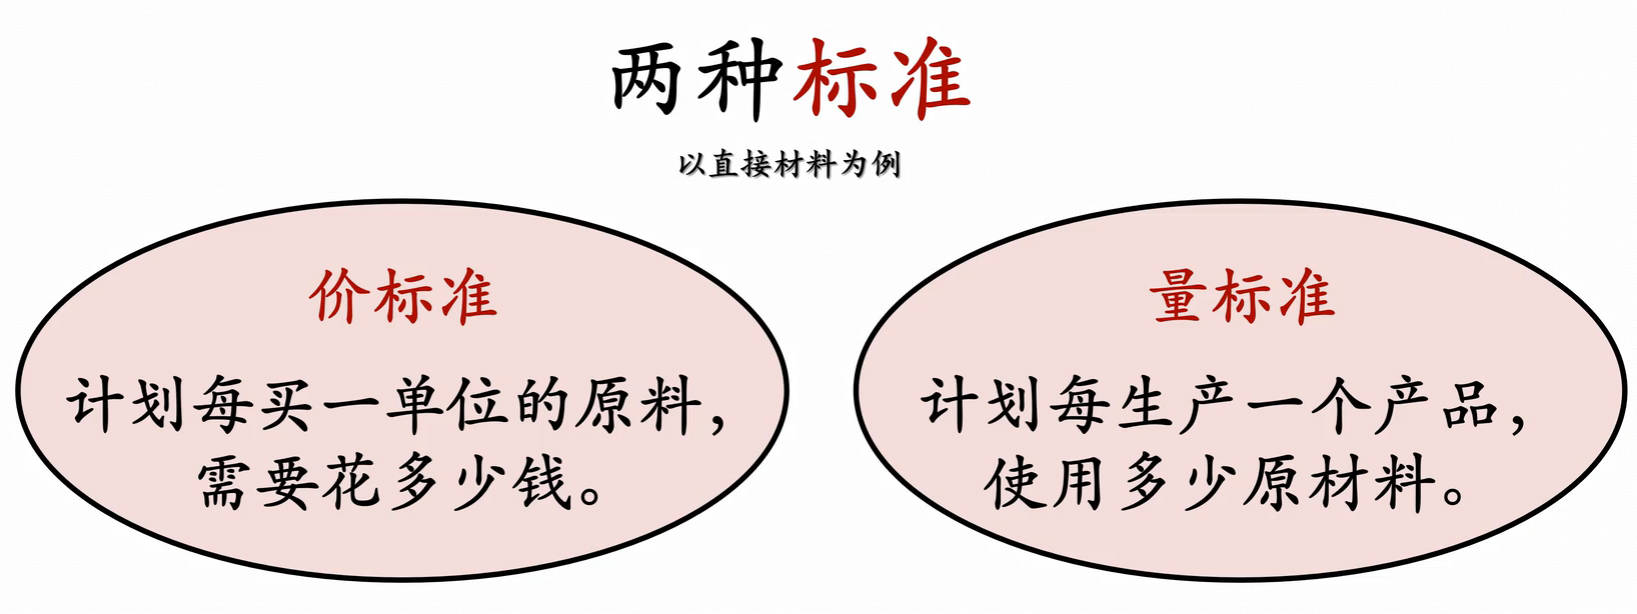 两种标准
以直接材料为例
价标准
计划每买一单位的原料，
需要花多少钱。
量标准
计划每生产一个产品，
使用多少原材料。